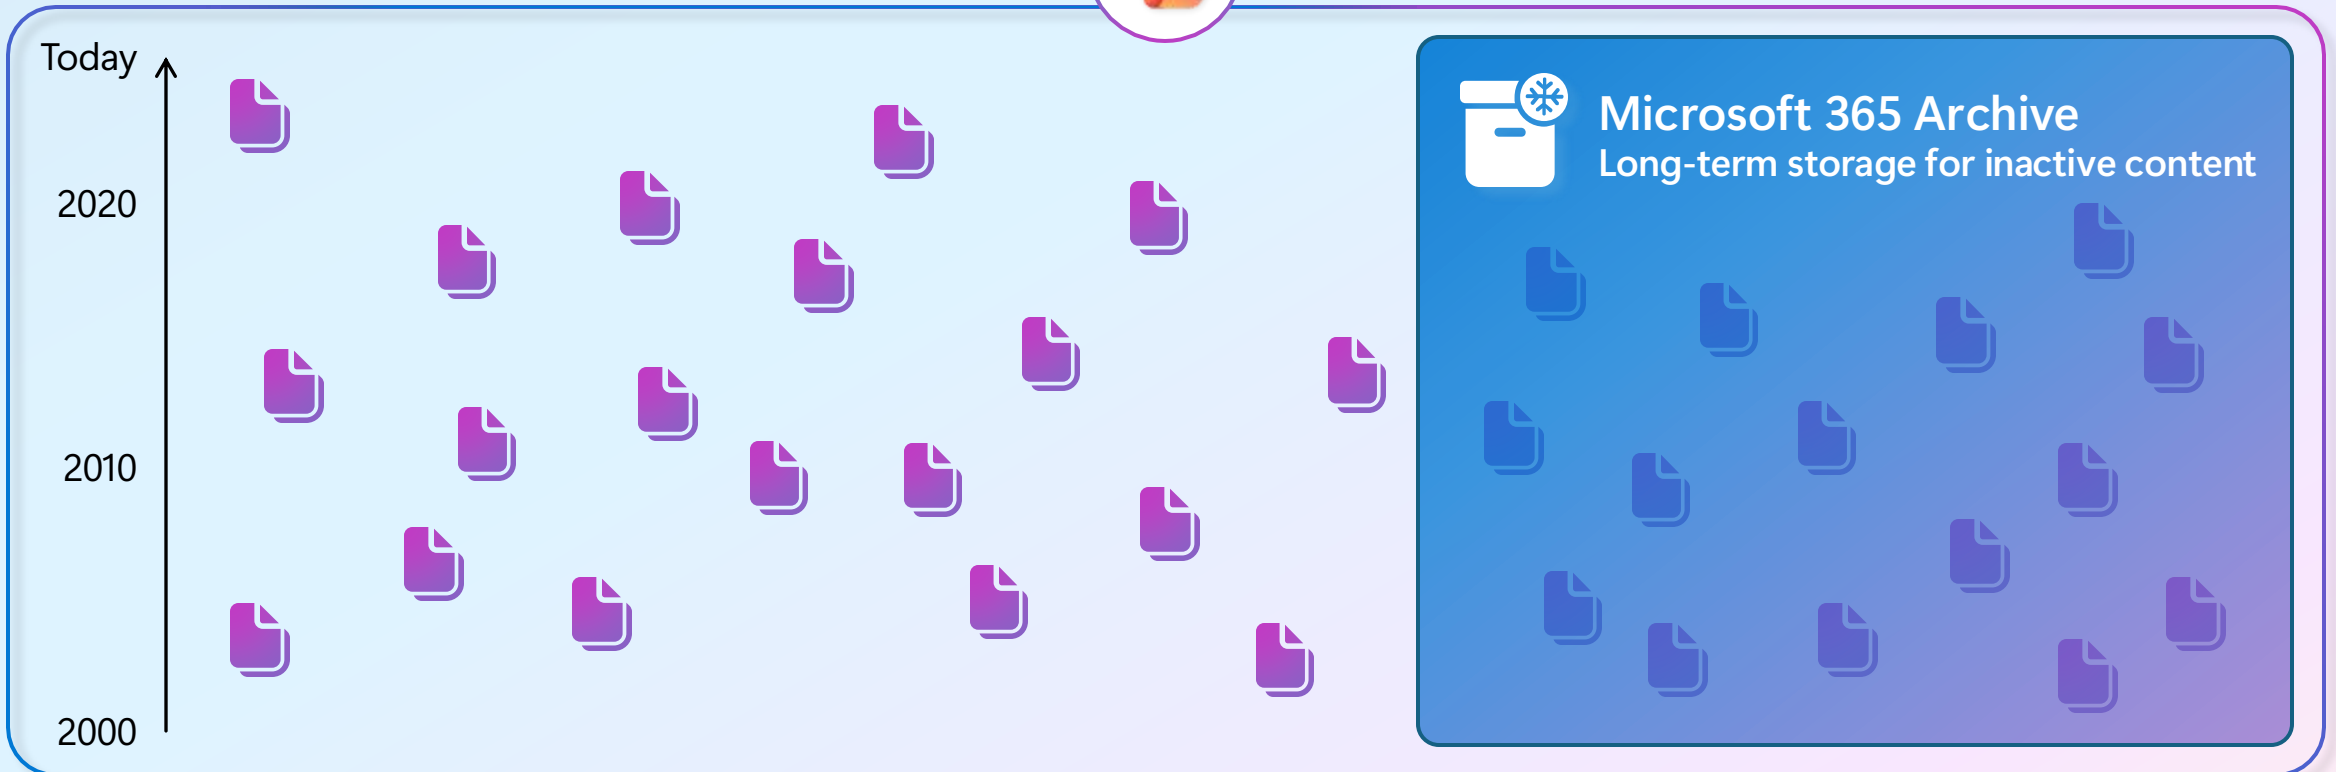 Today
2020
2010
2000
Microsoft 365 Archive
Long-term storage for inactive content